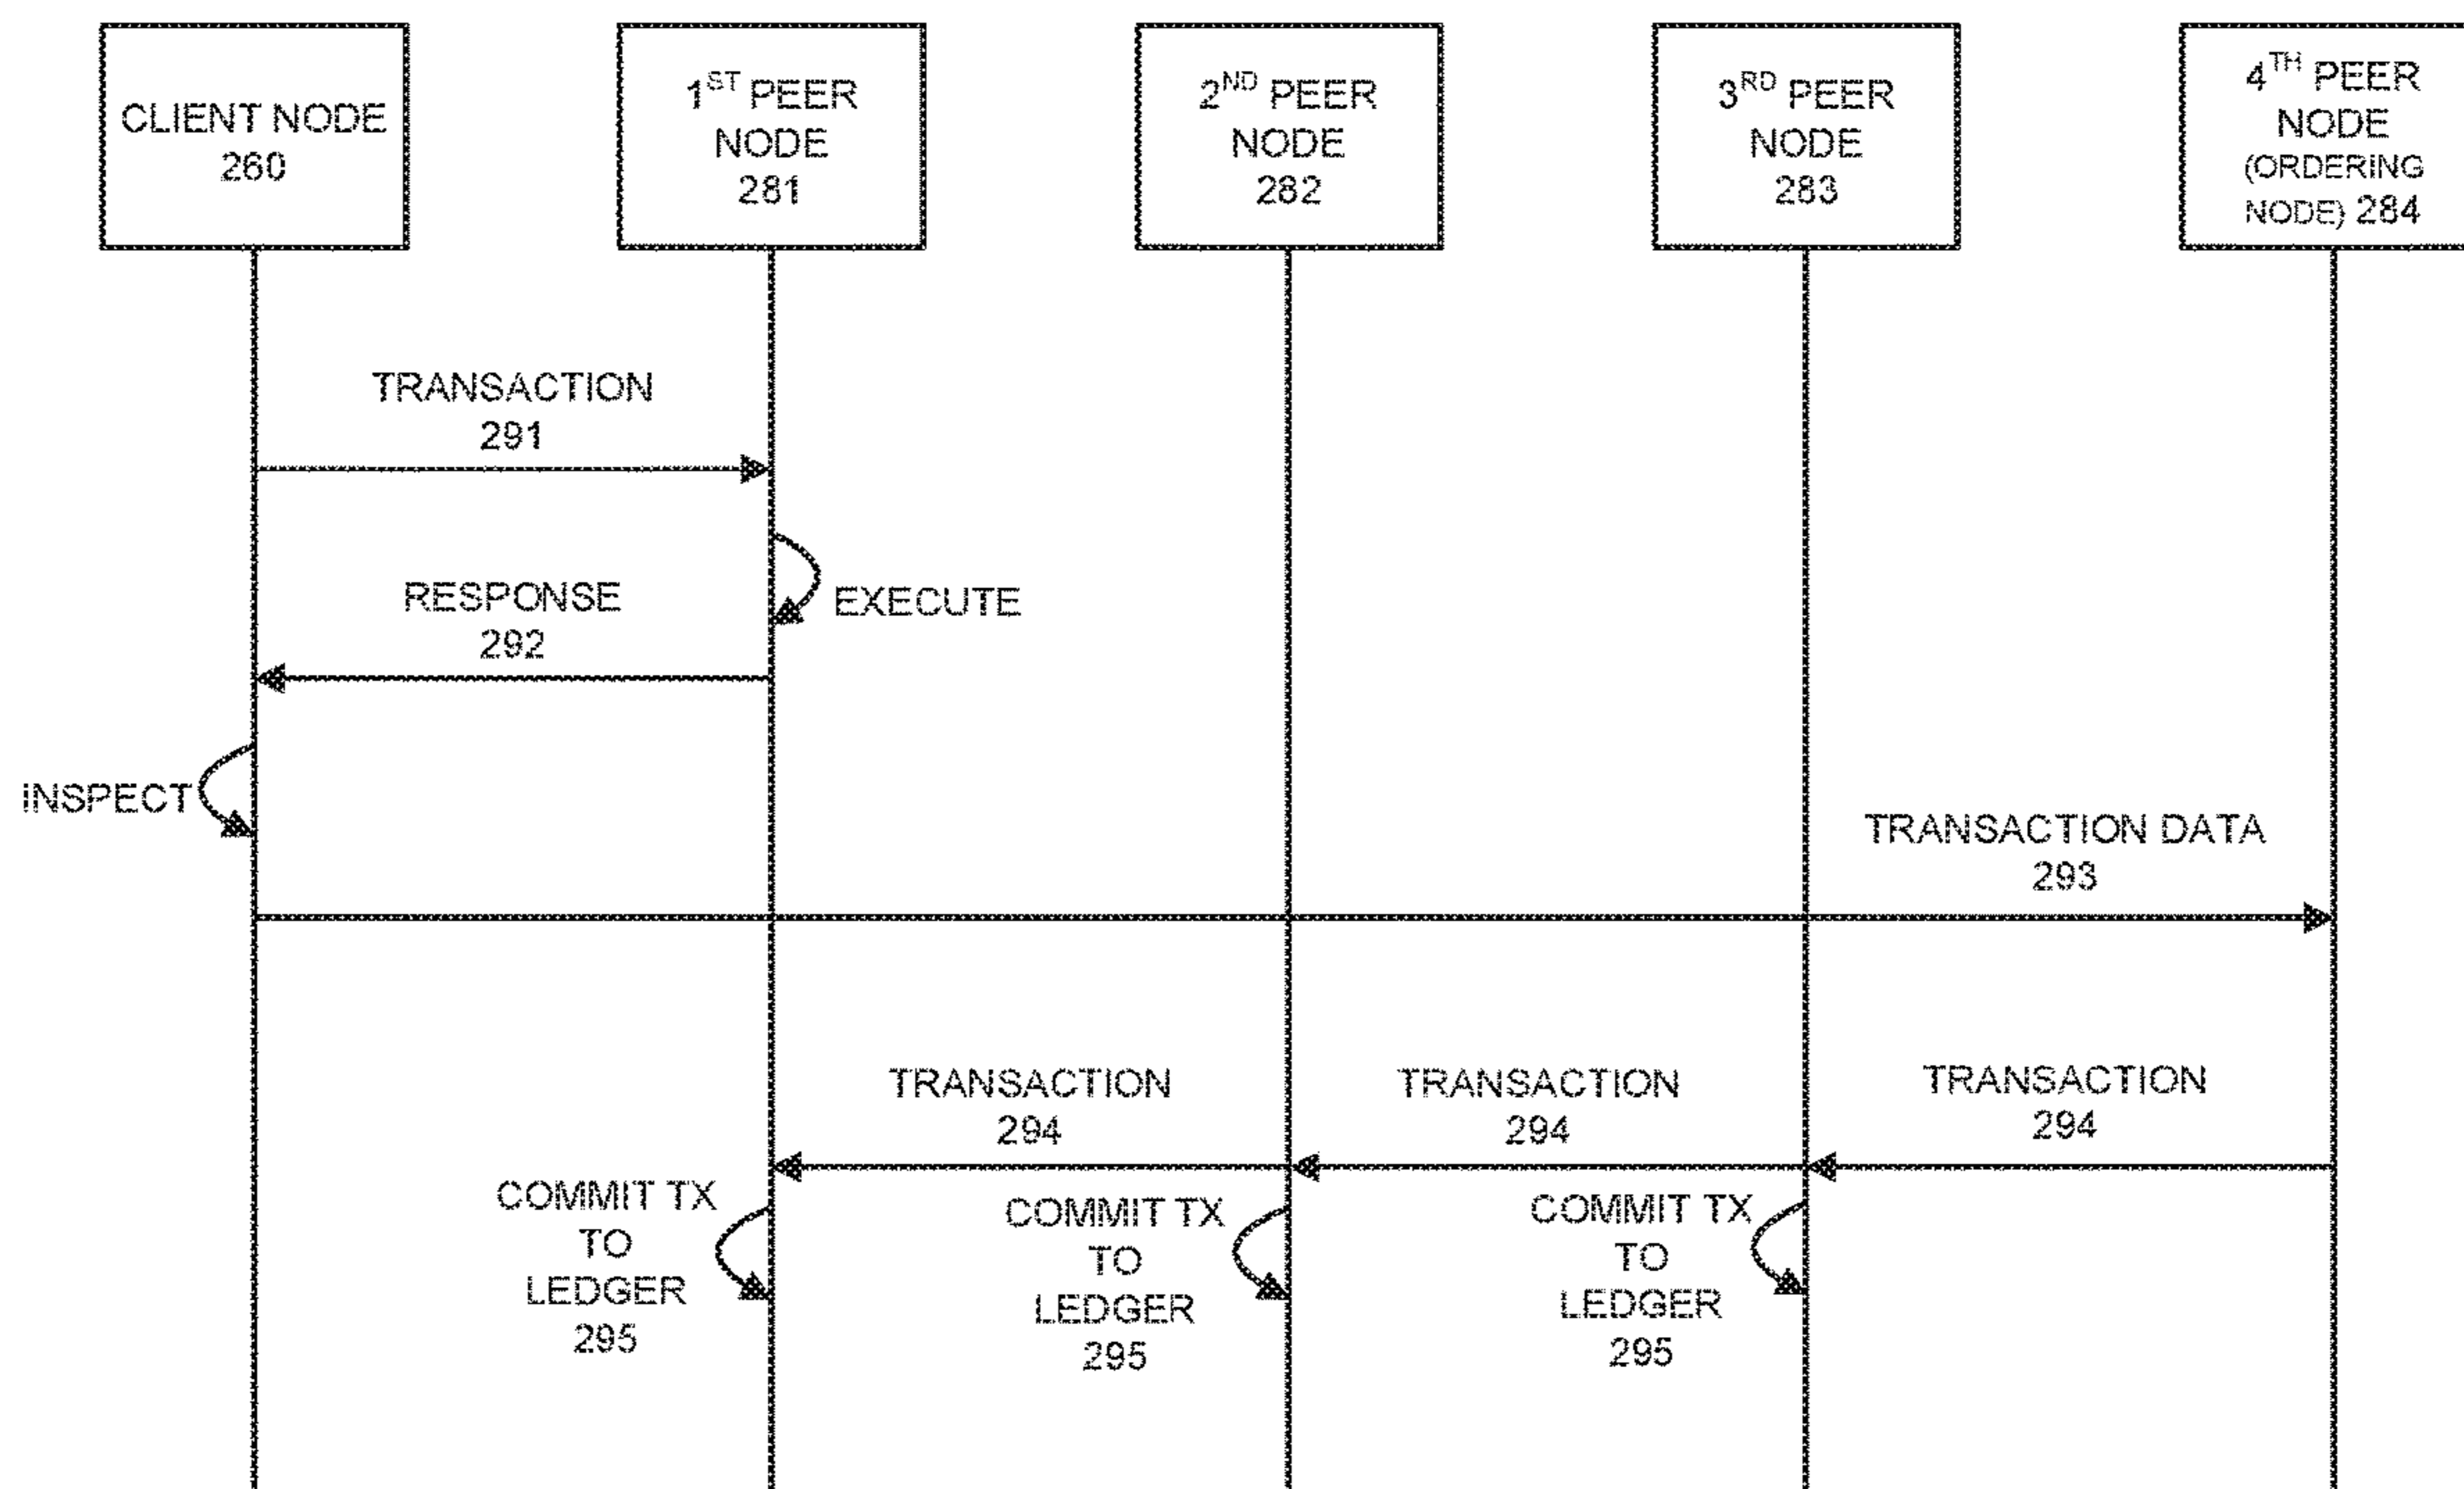 CLIENT NODE
260
1ST PEER
NODE
281
2ND PEER
NODE
282
3RD PEER
NODE
283
4TH PEER
NODE
(ORDERING
NODE) 284
TRANSACTION
291
EXECUTE
RESPONSE
292
INSPECT
TRANSACTION DATA
293
TRANSACTION
294
TRANSACTION
294
TRANSACTION
294
COMMIT TX
TO
LEDGER
295
COMMIT TX
TO
LEDGER
295
COMMIT TX
TO
LEDGER
295